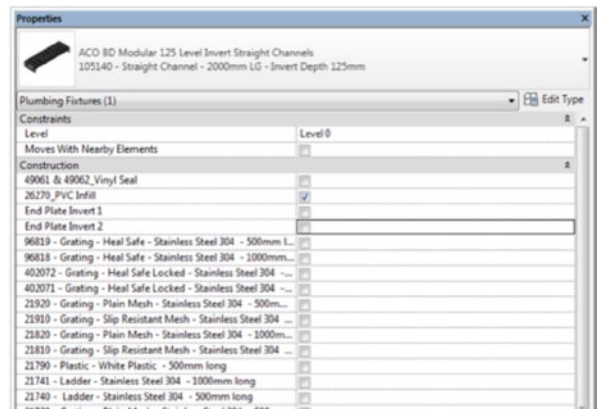 Properties
ACO BD Modular 125 Level Invert Straight Channels
105140 - Straight Channel - 2000mm LG - Invert Depth 125mm
Plumbing Fixtures (1)
Edit Type
Constraints
Level Level 0
Moves With Nearby Elements
Construction
49061 & 49062_Vinyl Seal
26270_PVC Infill
End Plate Invert 1
End Plate Invert 2
96819 - Grating - Heal Safe - Stainless Steel 304 - 500mm l...
96818 - Grating - Heal Safe - Stainless Steel 304 - 1000mm...
402072 - Grating - Heal Safe Locked - Stainless Steel 304 -...
402071 - Grating - Heal Safe Locked - Stainless Steel 304 -...
21920 - Grating - Plain Mesh - Stainless Steel 304 - 500m...
21910 - Grating - Slip Resistant Mesh - Stainless Steel 304 ...
21820 - Grating - Plain Mesh - Stainless Steel 304 - 1000m...
21810 - Grating - Slip Resistant Mesh - Stainless Steel 304 ...
21790 - Plastic - White Plastic - 500mm long
21741 - Ladder - Stainless Steel 304 - 1000mm long
21740 - Ladder - Stainless Steel 304 - 500mm long